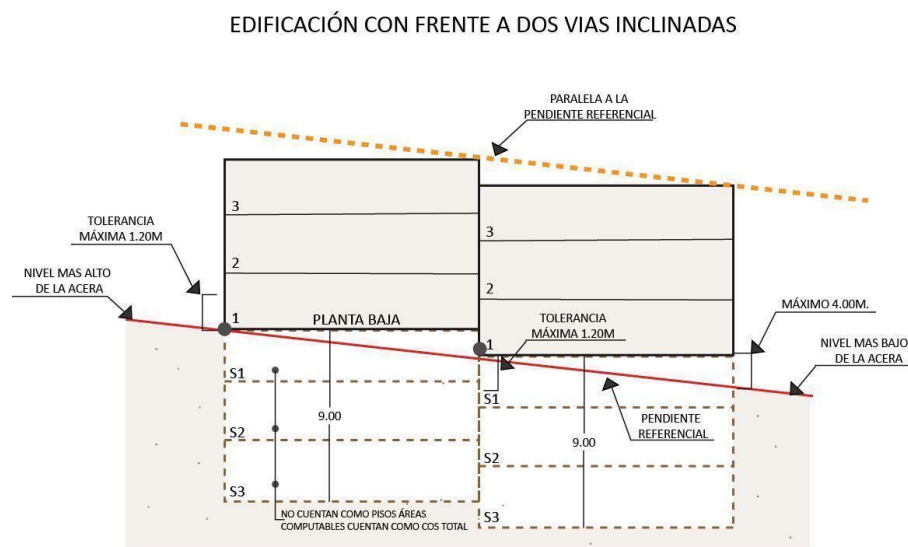 EDIFICACIÓN CON FRENTE A DOS VIAS INCLINADAS
PARALELA A LA
PENDIENTE REFERENCIAL
TOLERANCIA
MÁXIMA 1.20M
NIVEL MAS ALTO
DE LA ACERA
3
2
1
PLANTA BAJA
3
2
1
TOLERANCIA
MÁXIMA 1.20M
MÁXIMO 4.00M.
NIVEL MAS BAJO
DE LA ACERA
S1
S2
S3
9.00
S1
S2
S3
9.00
PENDIENTE
REFERENCIAL
NO CUENTAN COMO PISOS ÁREAS
COMPUTABLES CUENTAN COMO COS TOTAL